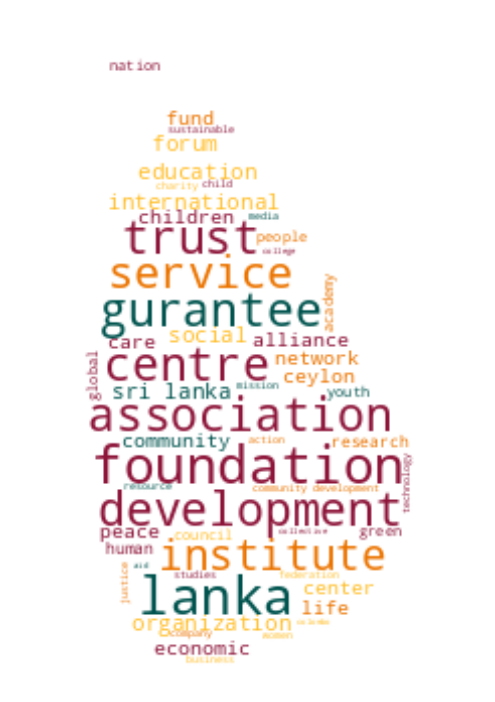 nation
fund
sustainable
forum
education
charity child
international
children media
trust people
college
service
academy
gurantee
social
care alliance
centre network
global
ceylon
mission
sri lanka youth
association
community action research
foundation
technology
resource community development
development
peace council collective green
human institute
aid
justice studies federation
lanka center
life
organization
company women
economic
business